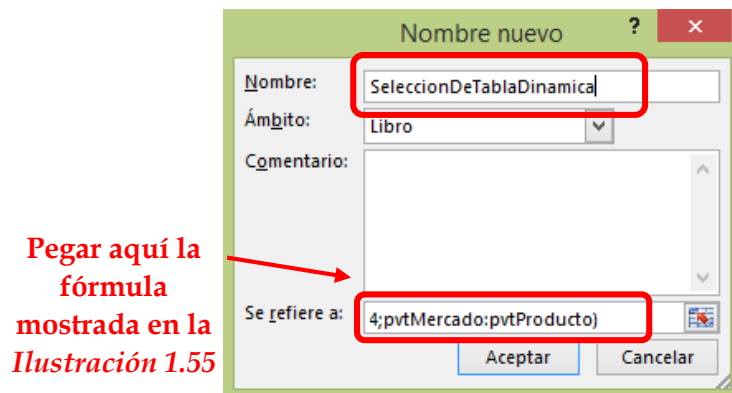 Nombre nuevo ? ×
Nombre: SeleccionDeTablaDinamica
Ámbito: Libro
Comentario:
Pegar aquí la
fórmula
mostrada en la
Ilustración 1.55
Se refiere a: 4;pvtMercado:pvtProducto)
Aceptar Cancelar